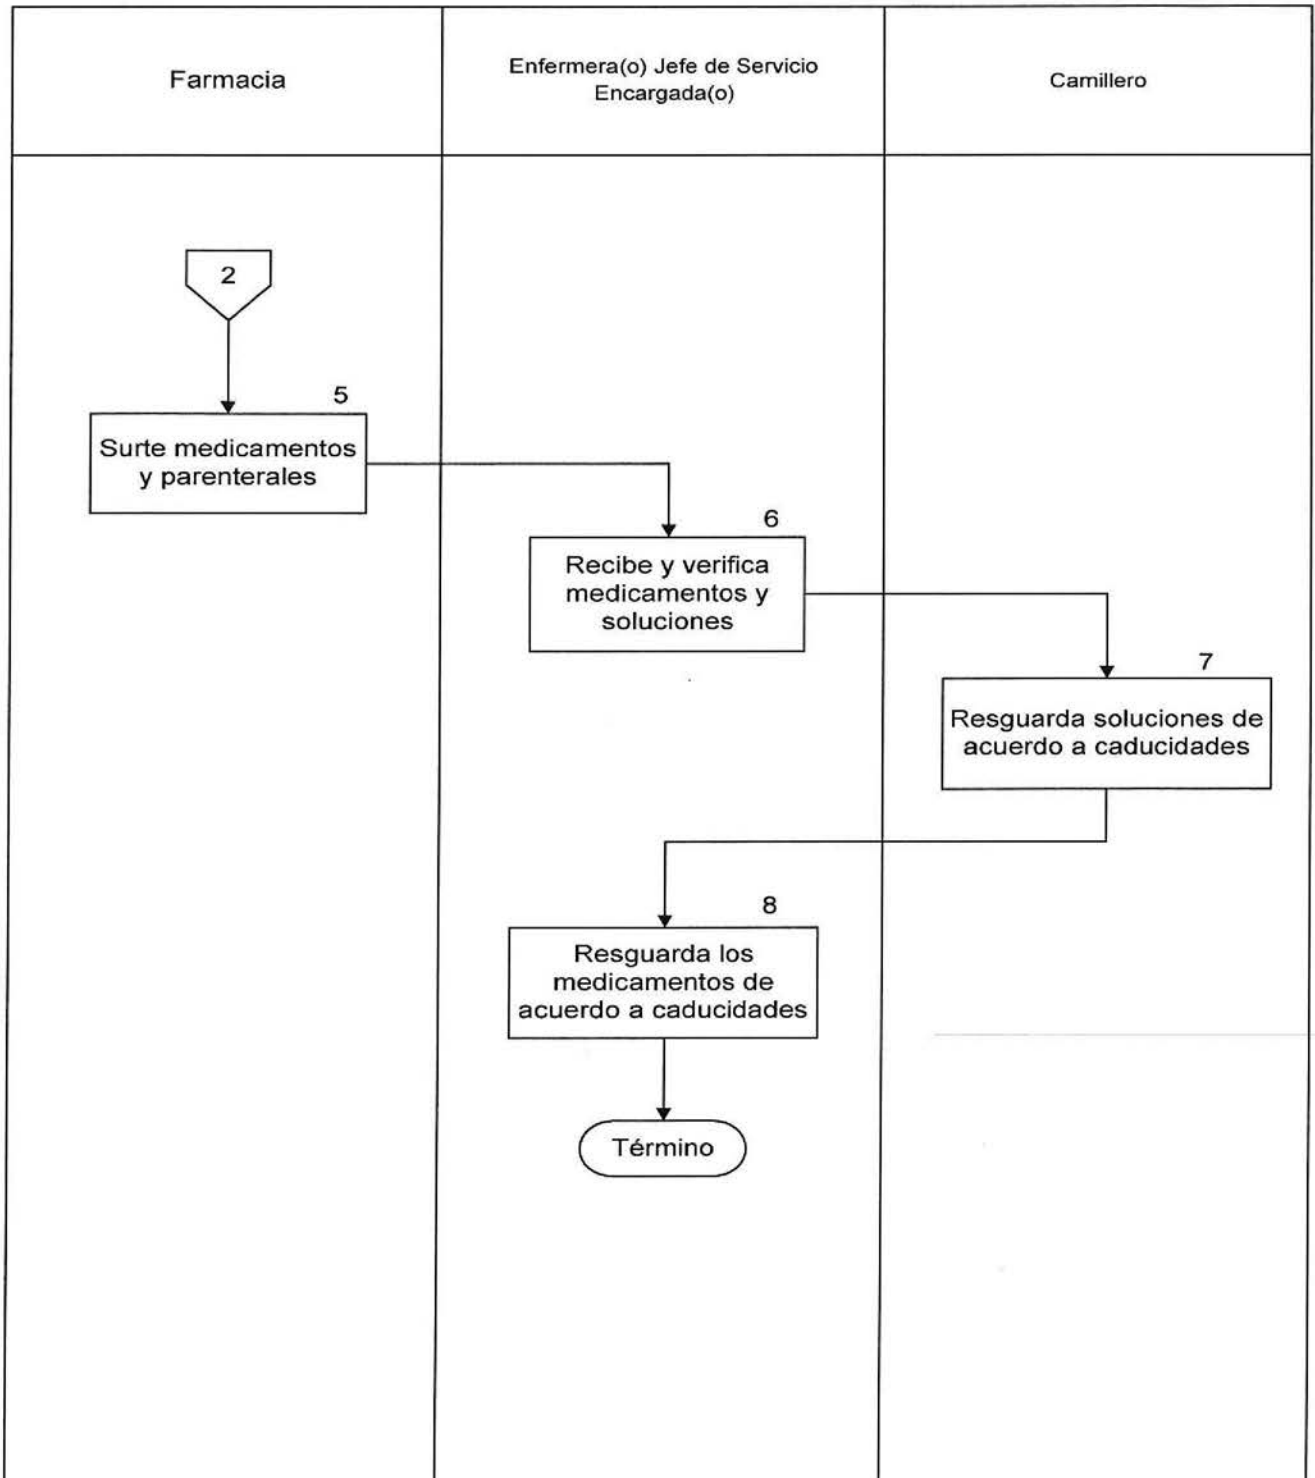 Farmacia
Enfermera(o) Jefe de Servicio
Encargada(o)
Camillero
2
5
Surte medicamentos
y parenterales
6
Recibe y verifica
medicamentos y
soluciones
7
Resguarda soluciones de
acuerdo a caducidades
8
Resguarda los
medicamentos de
acuerdo a caducidades
Término